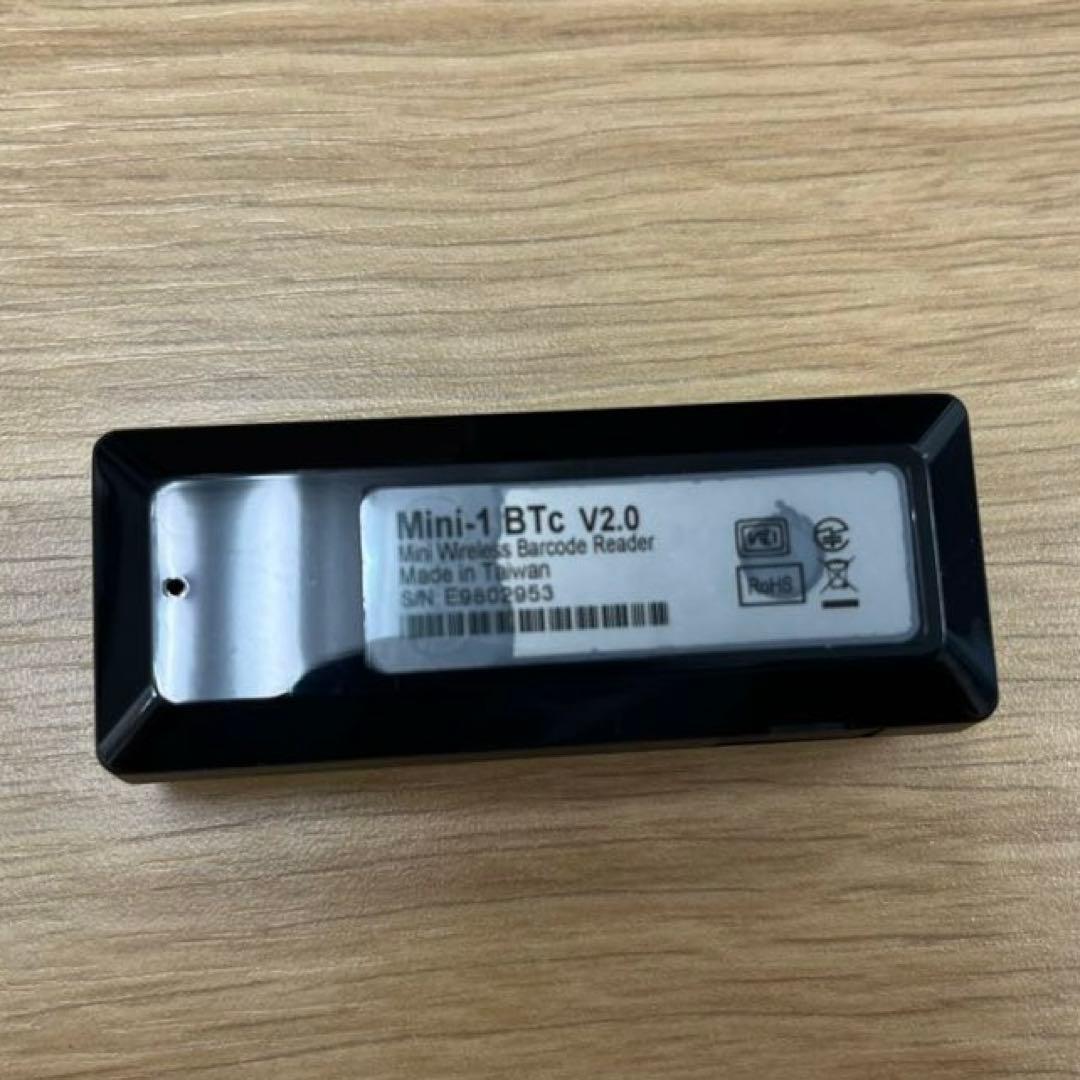 Mini-1 BTc V2.0
Mini Wireless Barcode Reader
Made in Taiwan
S/N E9802953
RoHS